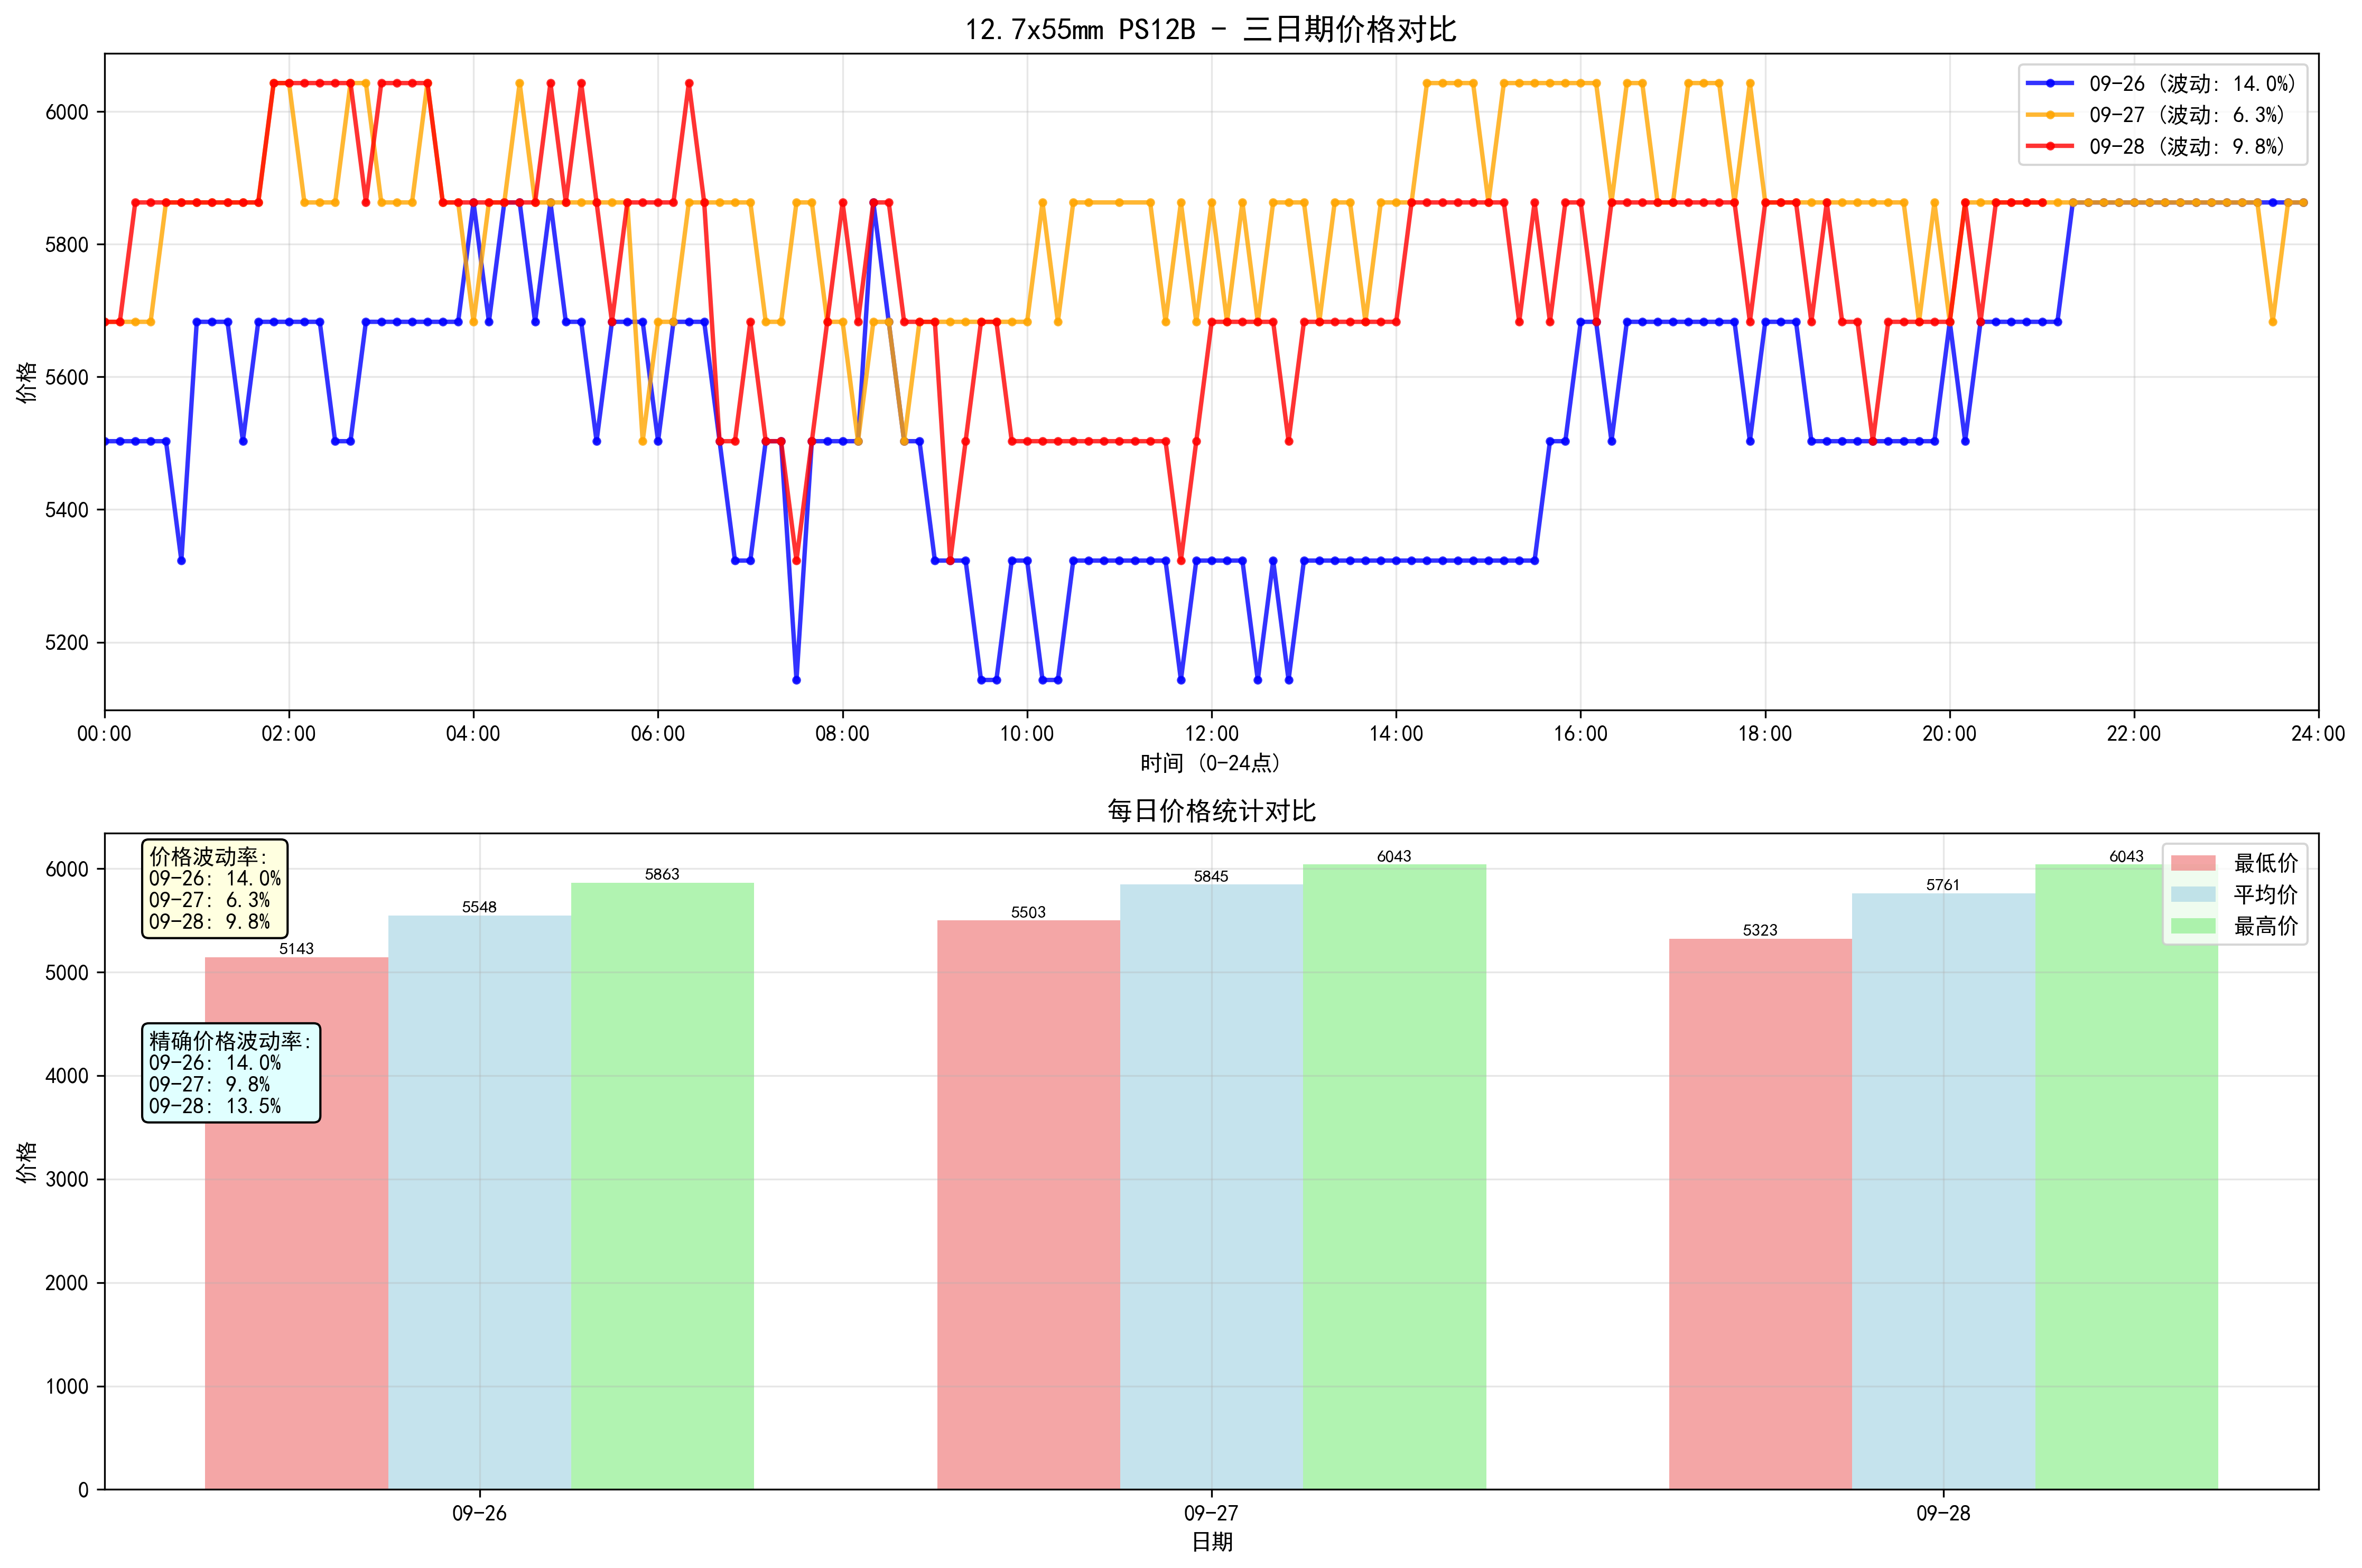 12.7x55mm PS12B - 三日期价格对比
09-26 (波动: 14.0%)
09-27 (波动: 6.3%)
09-28 (波动: 9.8%)
价格
6000
5800
5600
5400
5200
00:00 02:00 04:00 06:00 08:00 10:00 12:00 14:00 16:00 18:00 20:00 22:00 24:00
时间 (0-24点)
每日价格统计对比
价格波动率:
09-26: 14.0%
09-27: 6.3%
09-28: 9.8%
精确价格波动率:
09-26: 14.0%
09-27: 9.8%
09-28: 13.5%
最低价
平均价
最高价
5143 5548 5863 5503 5845 6043 5323 5761 6043
价格
6000
5000
4000
3000
2000
1000
0
09-26 09-27 09-28
日期